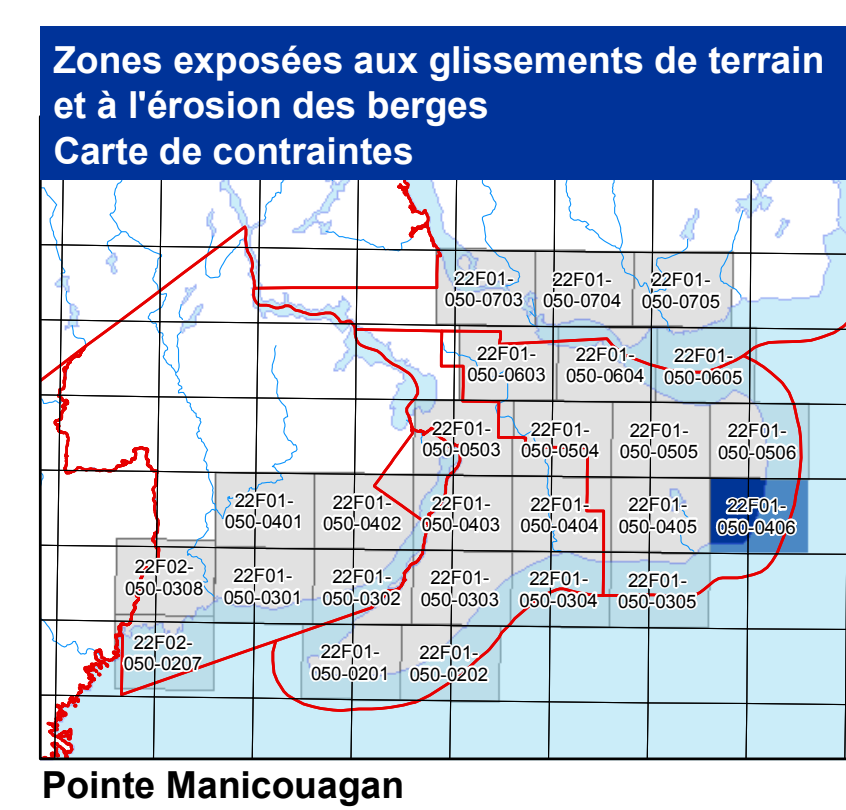 Zones exposées aux glissements de terrain
et à l'érosion des berges
Carte de contraintes
22F01-
050-0703
22F01-
050-0704
22F01-
050-0705
22F01-
050-0603
22F01-
050-0604
22F01-
050-0605
22F01-
050-0503
22F01-
050-0504
22F01-
050-0505
22F01-
050-0506
22F01-
050-0401
22F01-
050-0402
22F01-
050-0403
22F01-
050-0404
22F01-
050-0405
22F01-
050-0406
22F02-
050-0308
22F01-
050-0301
22F01-
050-0302
22F01-
050-0303
22F01-
050-0304
22F01-
050-0305
22F02-
050-0207
22F01-
050-0201
22F01-
050-0202
Pointe Manicouagan